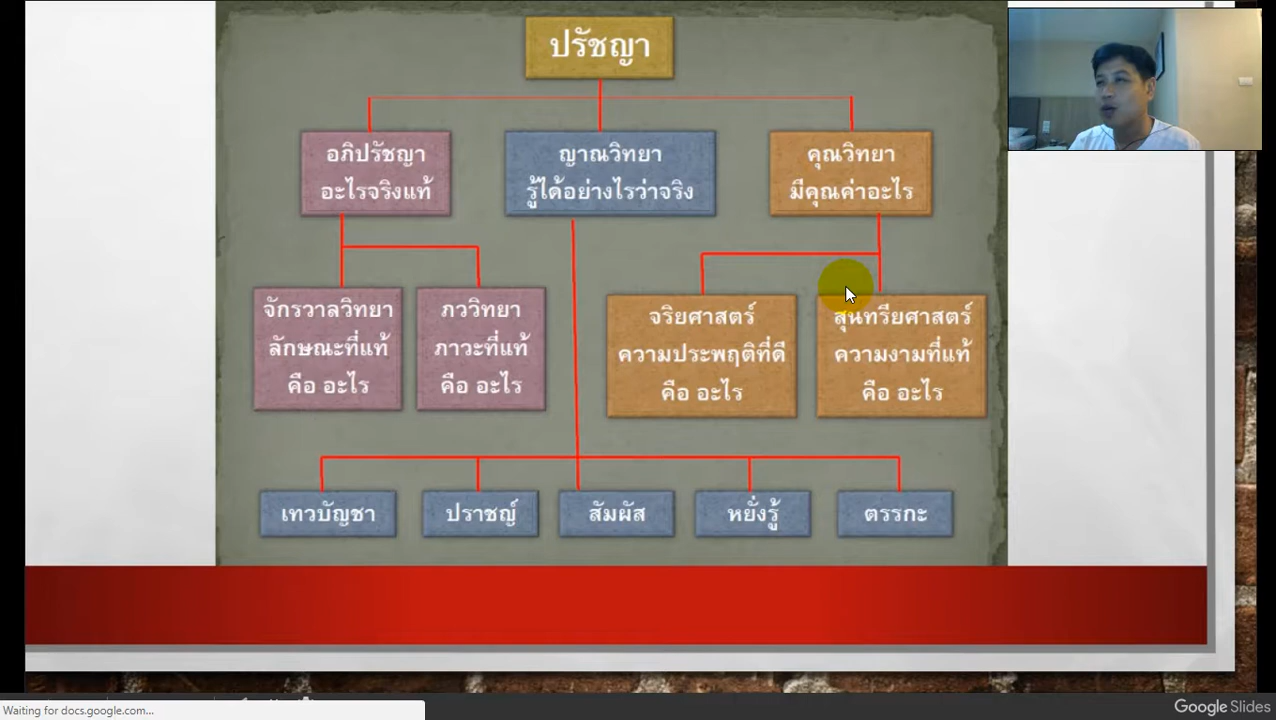 ปรัชญา
อภิปรัชญา
อะไรจริงแท้
ญาณวิทยา
รู้ได้อย่างไรว่าจริง
คุณวิทยา
มีคุณค่าอะไร
จักรวาลวิทยา
ลักษณะที่แท้
คือ อะไร
ภววิทยา
ภาวะที่แท้
คือ อะไร
จริยศาสตร์
ความประพฤติที่ดี
คือ อะไร
สุนทรียศาสตร์
ความงามที่แท้
คือ อะไร
เทวบัญชา
ปราชญ์
สัมผัส
หยั่งรู้
ตรรกะ
Waiting for docs.google.com...
Google Slides